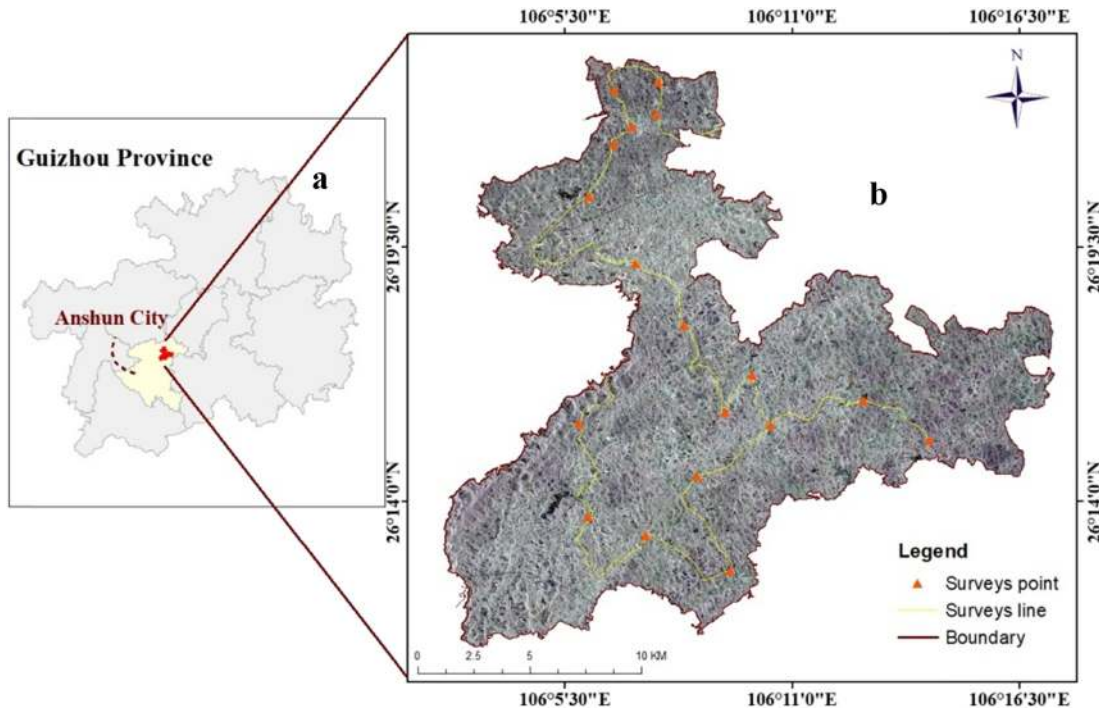 106°5'30"E
106°11'0"E
106°16'30"E
N
Guizhou Province
a
b
26°19'30"N
26°19'30"N
Anshun City
26°14'0"N
26°14'0"N
Legend
Surveys point
Surveys line
Boundary
0 2.5 5 10 KM
106°5'30"E
106°11'0"E
106°16'30"E